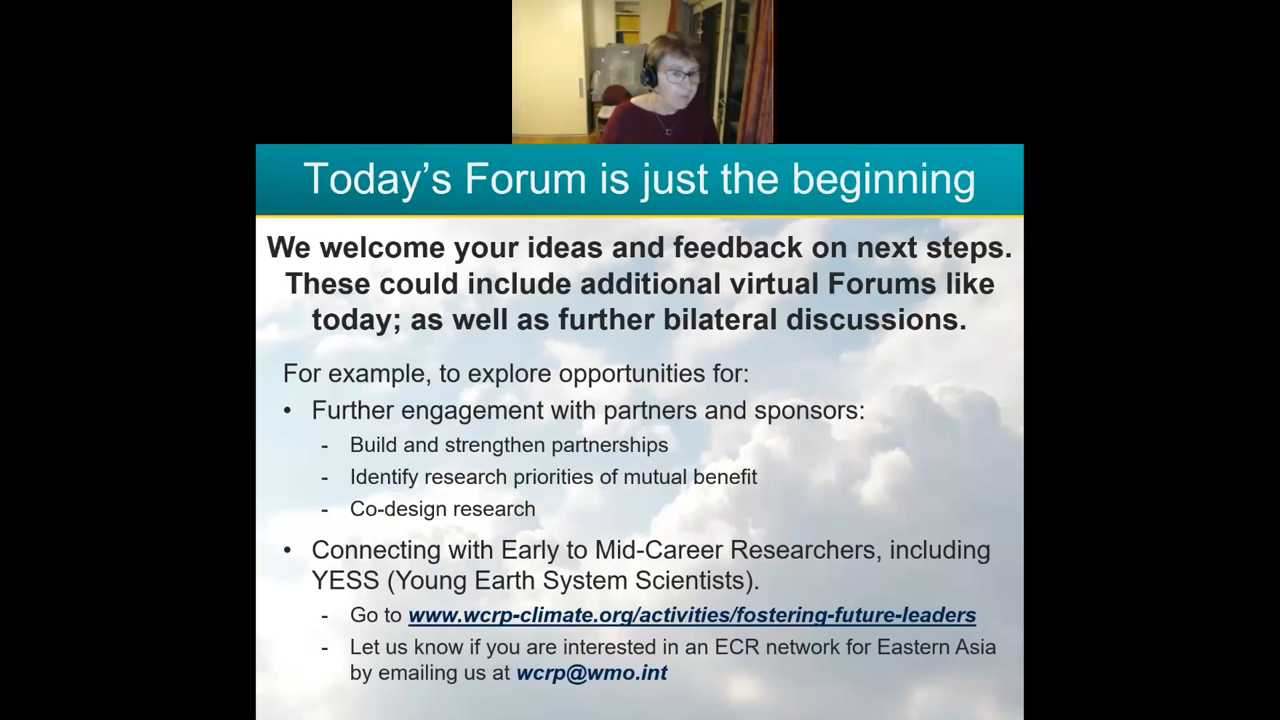 Today's Forum is just the beginning
We welcome your ideas and feedback on next steps.
These could include additional virtual Forums like
today; as well as further bilateral discussions.
For example, to explore opportunities for:
• Further engagement with partners and sponsors:
- Build and strengthen partnerships
- Identify research priorities of mutual benefit
- Co-design research
• Connecting with Early to Mid-Career Researchers, including
YESS (Young Earth System Scientists).
- Go to www.wcrp-climate.org/activities/fostering-future-leaders
- Let us know if you are interested in an ECR network for Eastern Asia
by emailing us at wcrp@wmo.int